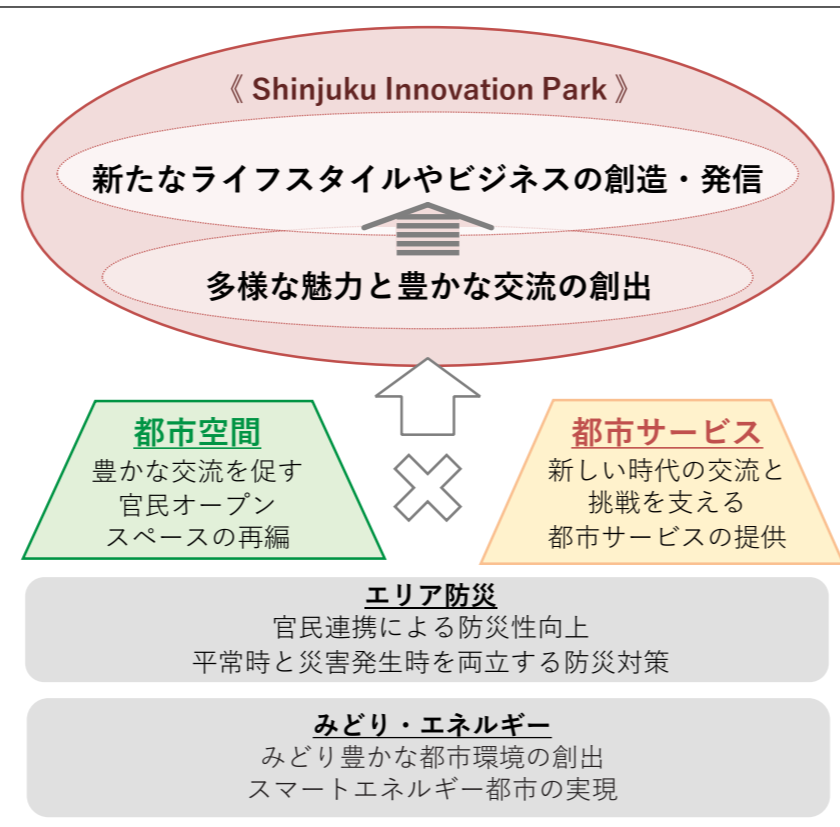 《 Shinjuku Innovation Park 》
新たなライフスタイルやビジネスの創造・発信
多様な魅力と豊かな交流の創出
都市空間
豊かな交流を促す
官民オープン
スペースの再編
都市サービス
新しい時代の交流と
挑戦を支える
都市サービスの提供
エリア防災
官民連携による防災性向上
平常時と災害発生時を両立する防災対策
みどり・エネルギー
みどり豊かな都市環境の創出
スマートエネルギー都市の実現